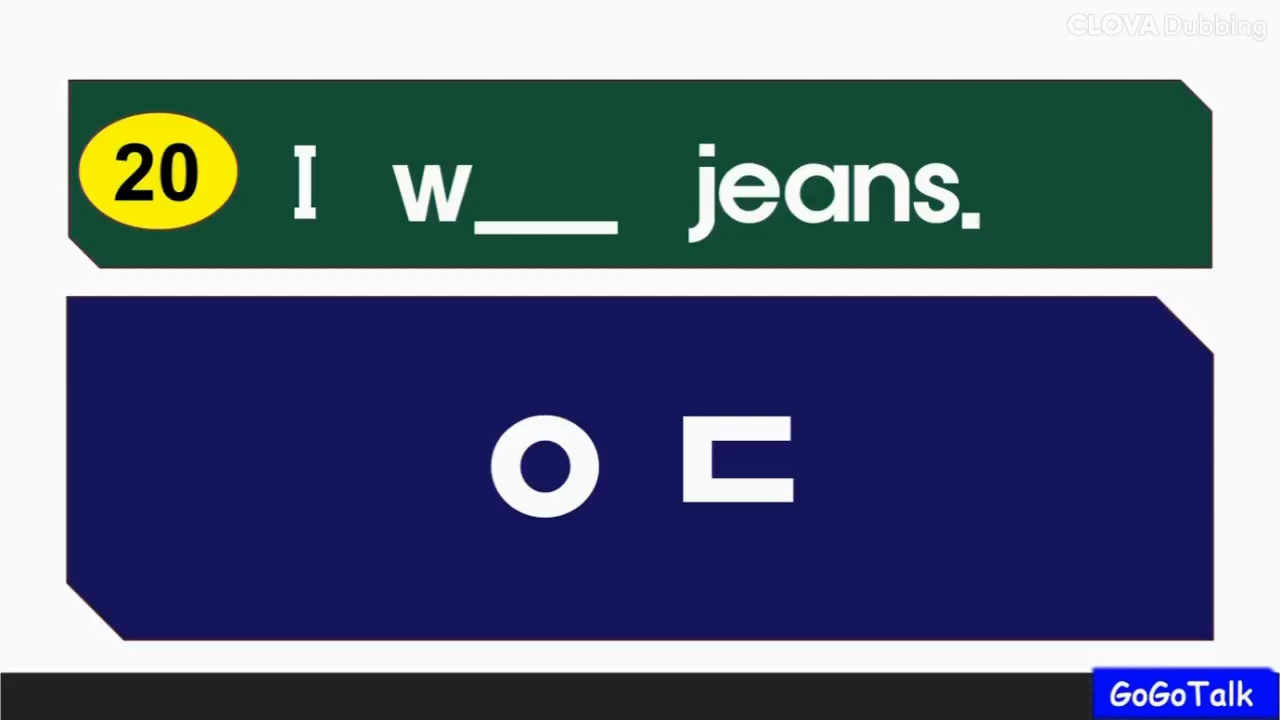 CLOVA Dubbing
20 I w___ jeans.
ㅇ ㄷ
GoGoTalk